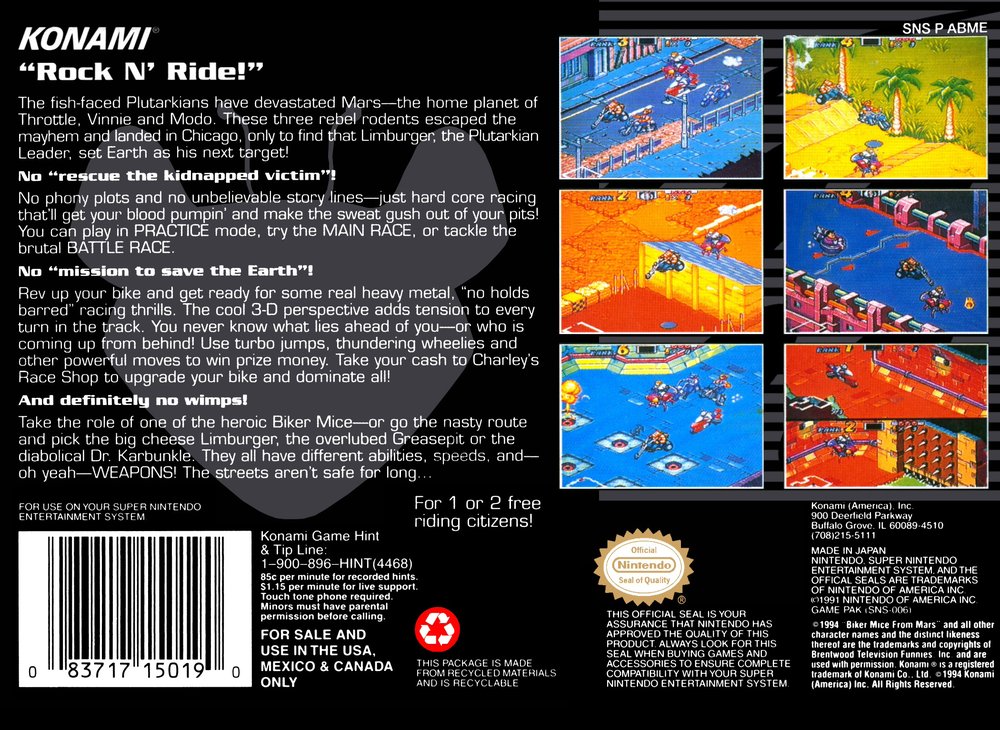 KONAMI®
SNS P ABME
"Rock N' Ride!"
The fish-faced Plutarkians have devastated Mars—the home planet of
Throttle, Vinnie and Modo. These three rebel rodents escaped the
mayhem and landed in Chicago, only to find that Limburger, the Plutarkian
Leader, set Earth as his next target!
No "rescue the kidnapped victim"!
No phony plots and no unbelievable story lines—just hard core racing
that'll get your blood pumpin' and make the sweat gush out of your pits!
You can play in PRACTICE mode, try the MAIN RACE, or tackle the
brutal BATTLE RACE.
No "mission to save the Earth"!
Rev up your bike and get ready for some real heavy metal, "no holds
barred" racing thrills. The cool 3-D perspective adds tension to every
turn in the track. You never know what lies ahead of you—or who is
coming up from behind! Use turbo jumps, thundering wheelies and
other powerful moves to win prize money. Take your cash to Charley's
Race Shop to upgrade your bike and dominate all!
And definitely no wimps!
Take the role of one of the heroic Biker Mice—or go the nasty route
and pick the big cheese Limburger, the overlubed Greasepit or the
diabolical Dr. Karbunkle. They all have different abilities, speeds, and—
oh yeah—WEAPONS! The streets aren't safe for long...
RANK 3
RANK 4
RANK 2
RANK
RANK 6
RANK 1
RANK 2
FOR USE ON YOUR SUPER NINTENDO
ENTERTAINMENT SYSTEM
For 1 or 2 free
riding citizens!
0 83717 15019 0
Konami Game Hint
& Tip Line:
1-900-896-HINT(4468)
85c per minute for recorded hints.
$1.15 per minute for live support.
Touch tone phone required.
Minors must have parental
permission before calling.
FOR SALE AND
USE IN THE USA,
MEXICO & CANADA
ONLY
THIS PACKAGE IS MADE
FROM RECYCLED MATERIALS
AND IS RECYCLABLE
Official
Nintendo
Seal of Quality
®
THIS OFFICIAL SEAL IS YOUR
ASSURANCE THAT NINTENDO HAS
APPROVED THE QUALITY OF THIS
PRODUCT. ALWAYS LOOK FOR THIS
SEAL WHEN BUYING GAMES AND
ACCESSORIES TO ENSURE COMPLETE
COMPATIBILITY WITH YOUR SUPER
NINTENDO ENTERTAINMENT SYSTEM.
Konami (America), Inc.
900 Deerfield Parkway
Buffalo Grove, IL 60089-4510
(708)215-5111
MADE IN JAPAN
NINTENDO, SUPER NINTENDO
ENTERTAINMENT SYSTEM, AND THE
OFFICAL SEALS ARE TRADEMARKS
OF NINTENDO OF AMERICA INC
©1991 NINTENDO OF AMERICA INC.
GAME PAK (SNS-006)
©1994 "Biker Mice From Mars" and all other
character names and the distinct likeness
thereof are the trademarks and copyrights of
Brentwood Television Funnies Inc and are
used with permission. Konami ® is a registered
trademark of Konami Co., Ltd. ©1994 Konami
(America) Inc. All Rights Reserved.